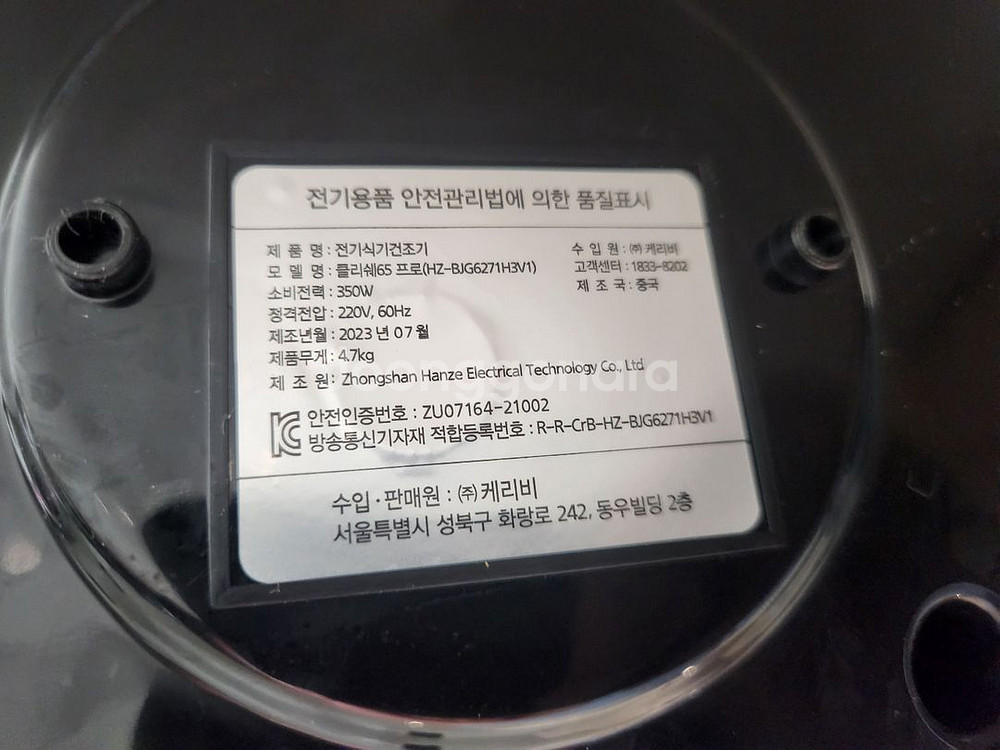 전기용품 안전관리법에 의한 품질표시
제 품 명 : 전기식기건조기
모 델 명 : 클리쉐6S 프로(HZ-BJG6271H3V1)
소비전력 : 350W
정격전압 : 220V, 60Hz
제조년월 : 2023 년 07 월
제품무게 : 4.7kg
제 조 원 : Zhongshan Hanze Electrical Technology Co., Ltd
수 입 원 : ㈜ 케리비
고객센터 : 1833-8202
제 조 국 : 중국
안전인증번호 : ZU07164-21002
방송통신기자재 적합등록번호 : R-R-CrB-HZ-BJG6271H3V1
수입·판매원 : ㈜케리비
서울특별시 성북구 화랑로 242, 동우빌딩 2층